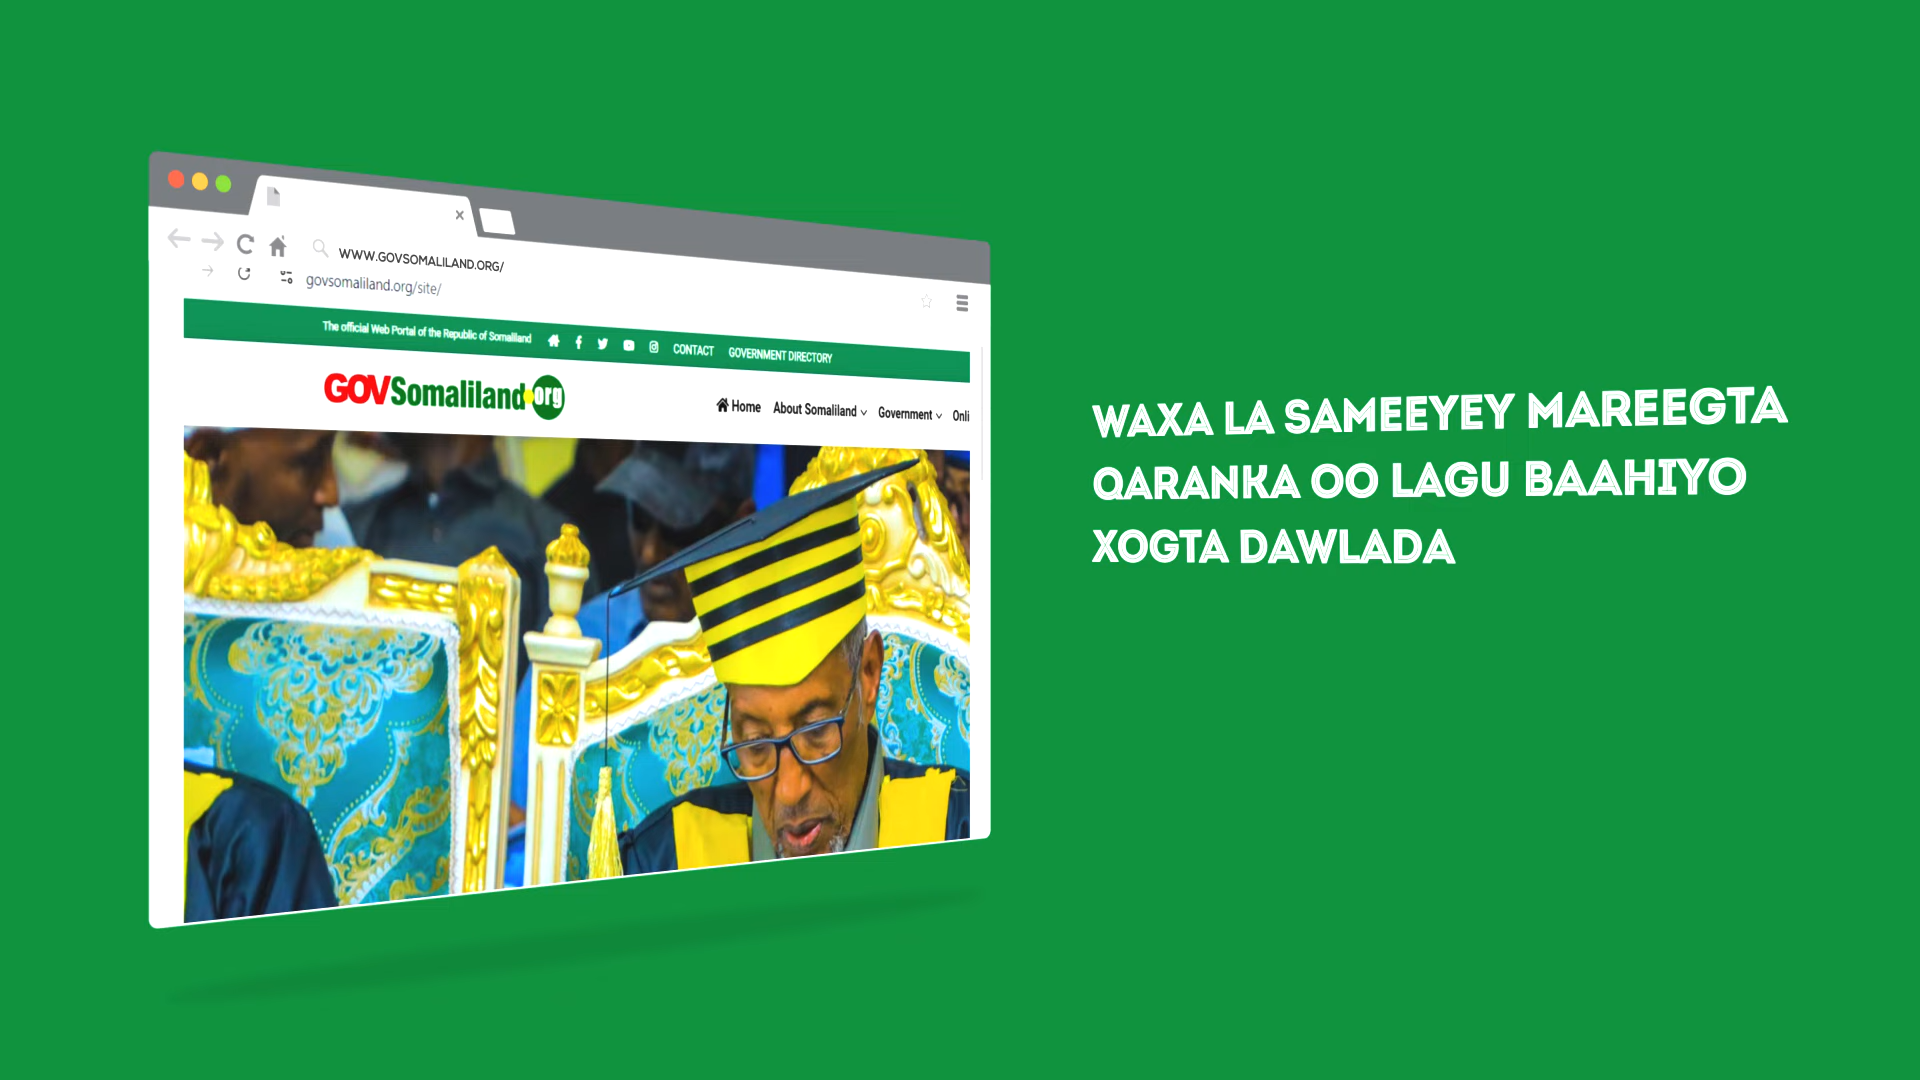 WWW.GOVSOMALILAND.ORG/
govsomaliland.org/site/
The official Web Portal of the Republic of Somaliland CONTACT GOVERNMENT DIRECTORY
GOVSomaliland.org Home About Somaliland Government Onli
WAXA LA SAMEEYEY MAREEGTA
QARANKA OO LAGU BAAHIYO
XOGTA DAWLADA